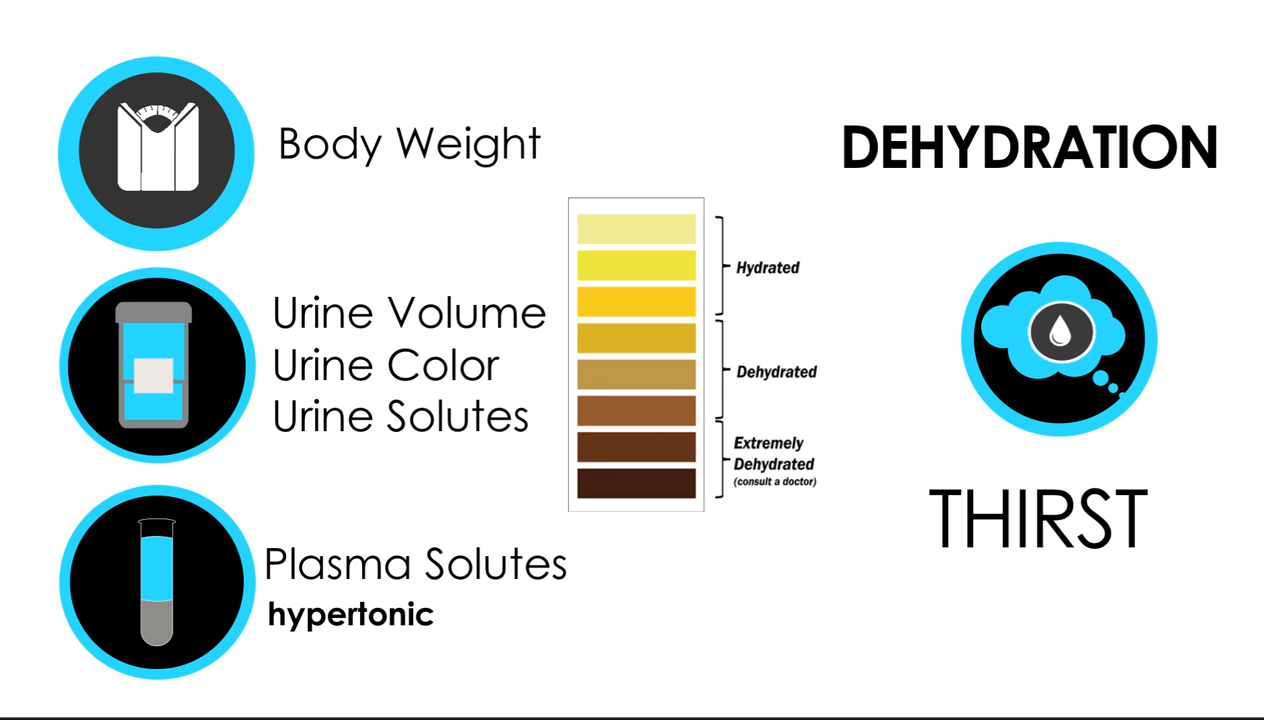 Body Weight
DEHYDRATION
Urine Volume
Urine Color
Urine Solutes
Hydrated
Dehydrated
Extremely
Dehydrated
(consult a doctor)
THIRST
Plasma Solutes
hypertonic